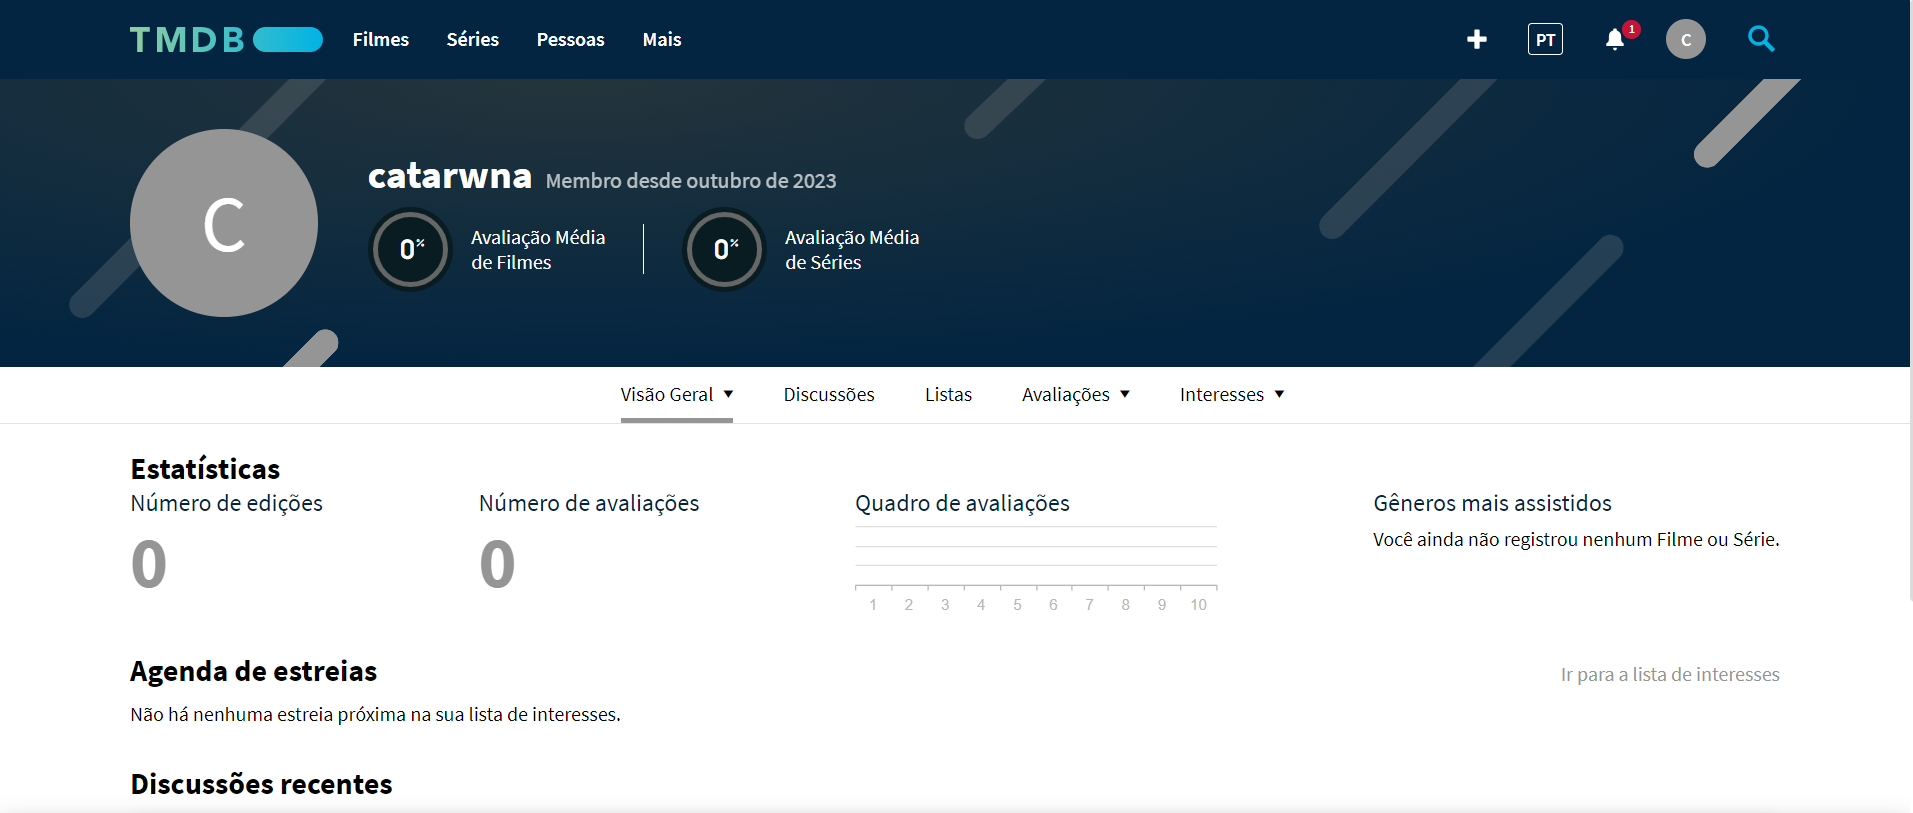 TMDB Filmes Séries Pessoas Mais PT 1 C
C
catarwna Membro desde outubro de 2023
0% Avaliação Média de Filmes
0% Avaliação Média de Séries
Visão Geral Discussões Listas Avaliações Interesses
Estatísticas
Número de edições
0
Número de avaliações
0
Quadro de avaliações
1 2 3 4 5 6 7 8 9 10
Gêneros mais assistidos
Você ainda não registrou nenhum Filme ou Série.
Agenda de estreias
Ir para a lista de interesses
Não há nenhuma estreia próxima na sua lista de interesses.
Discussões recentes